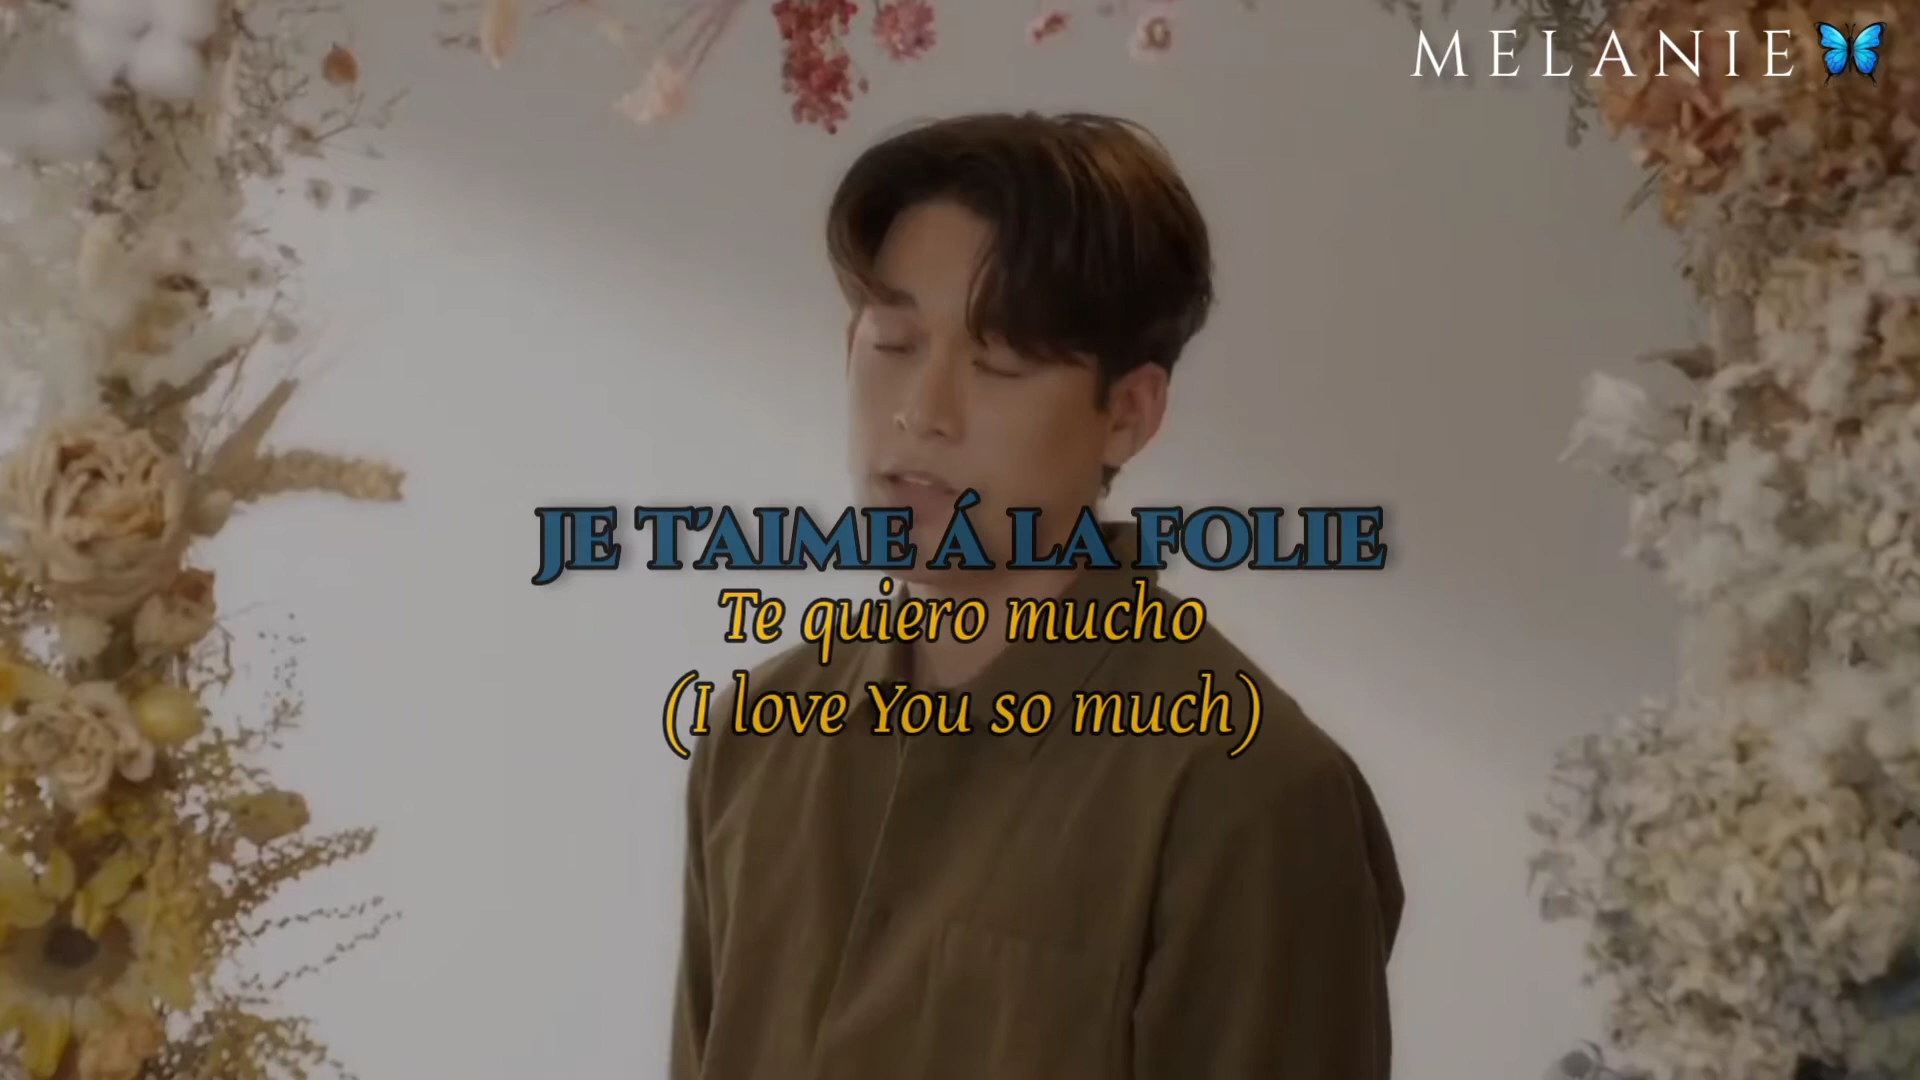 MELANIE🦋
JE T'AIME Á LA FOLIE
Te quiero mucho
(I love You so much)